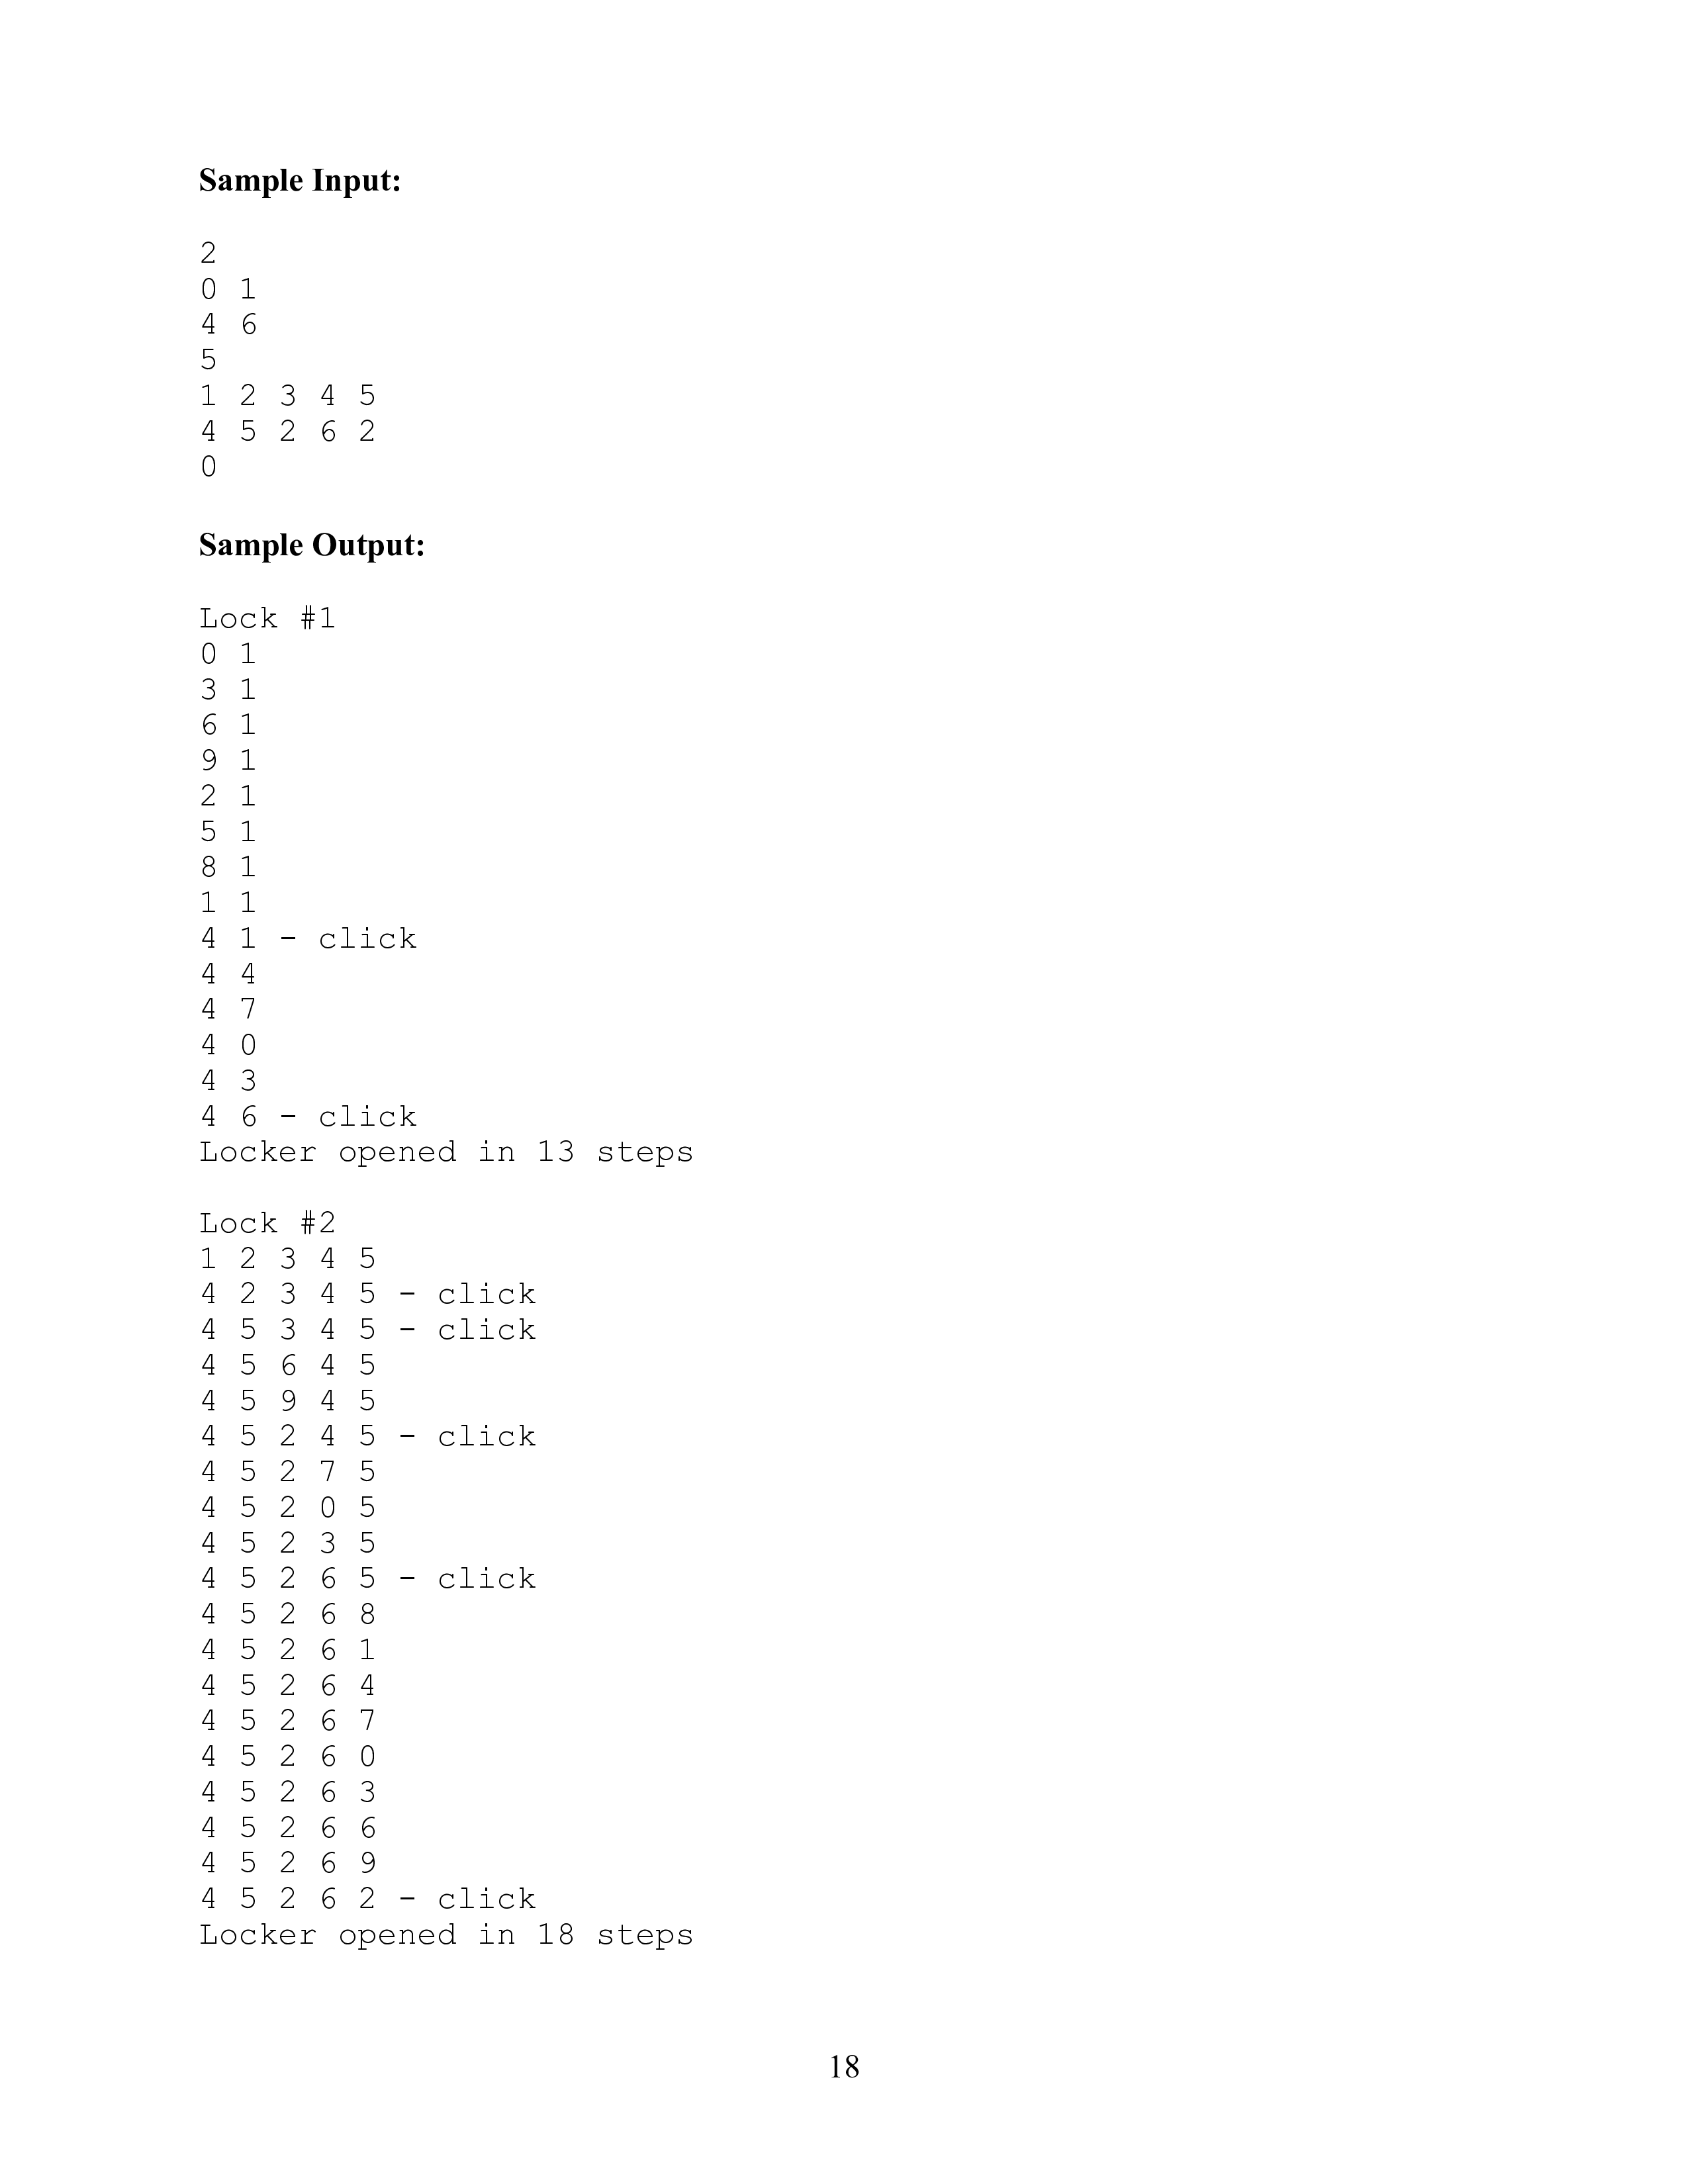 Sample Input:
2
0 1
4 6
5
1 2 3 4 5
4 5 2 6 2
0
Sample Output:
Lock #1
0 1
3 1
6 1
9 1
2 1
5 1
8 1
1 1
4 1 - click
4 4
4 7
4 0
4 3
4 6 - click
Locker opened in 13 steps
Lock #2
1 2 3 4 5
4 2 3 4 5 - click
4 5 3 4 5 - click
4 5 6 4 5
4 5 9 4 5
4 5 2 4 5 - click
4 5 2 7 5
4 5 2 0 5
4 5 2 3 5
4 5 2 6 5 - click
4 5 2 6 8
4 5 2 6 1
4 5 2 6 4
4 5 2 6 7
4 5 2 6 0
4 5 2 6 3
4 5 2 6 6
4 5 2 6 9
4 5 2 6 2 - click
Locker opened in 18 steps
18